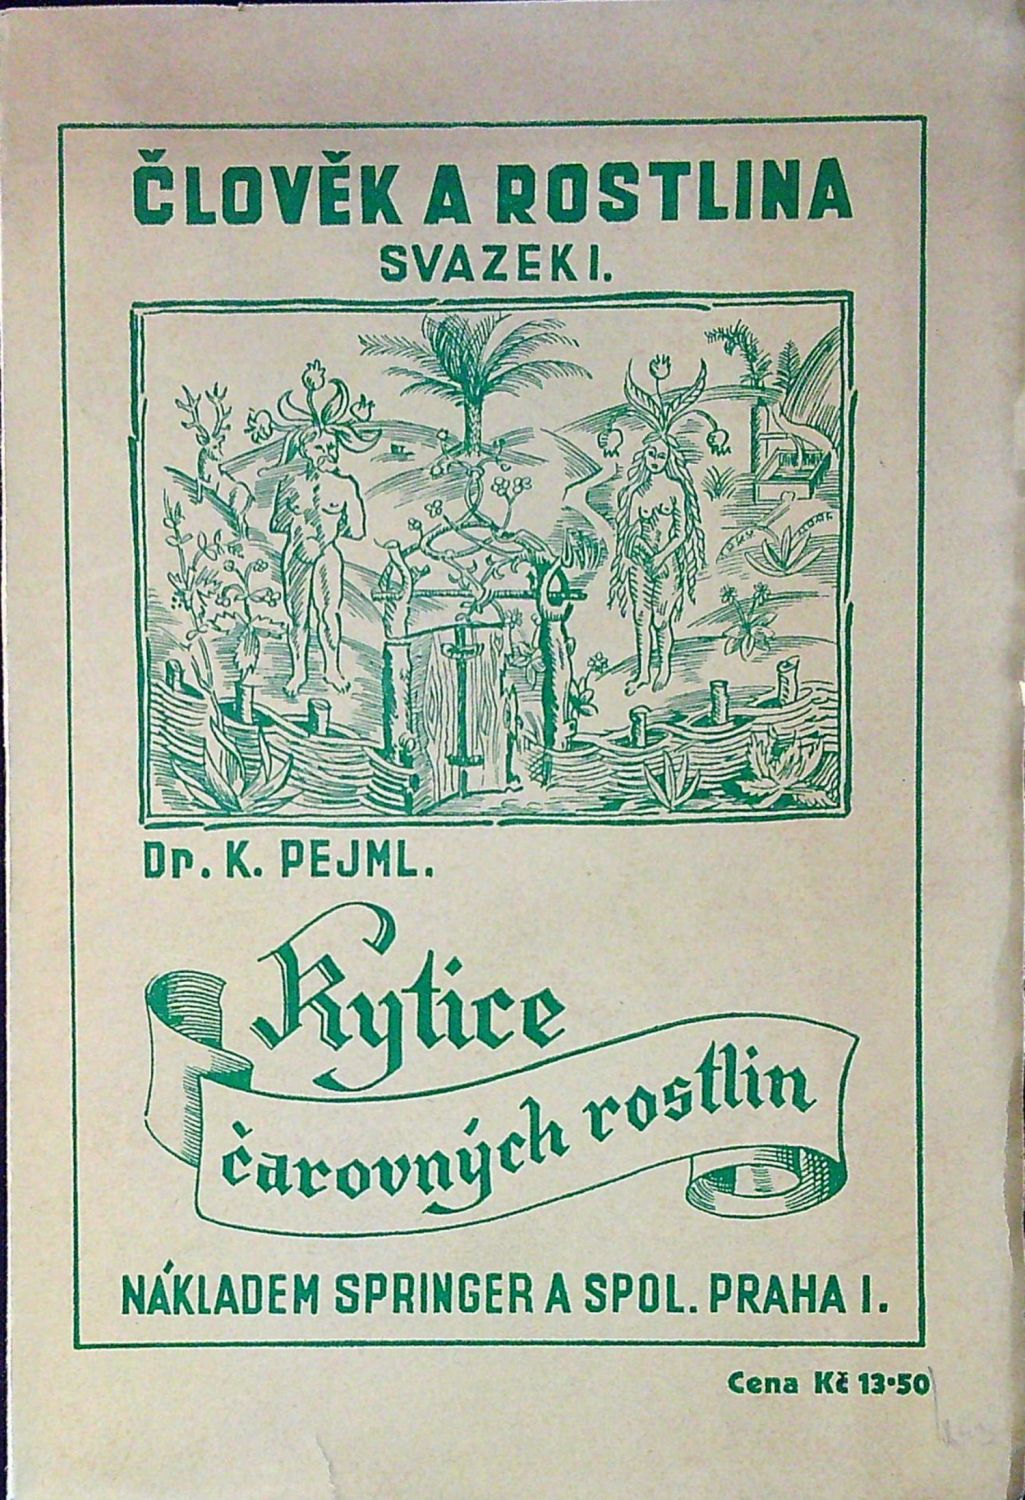 ČLOVĚK A ROSTLINA
SVAZEK I.
Dr. K. PEJML.
Kytice
čarovných rostlin
NÁKLADEM SPRINGER A SPOL. PRAHA I.
Cena Kč 13·50